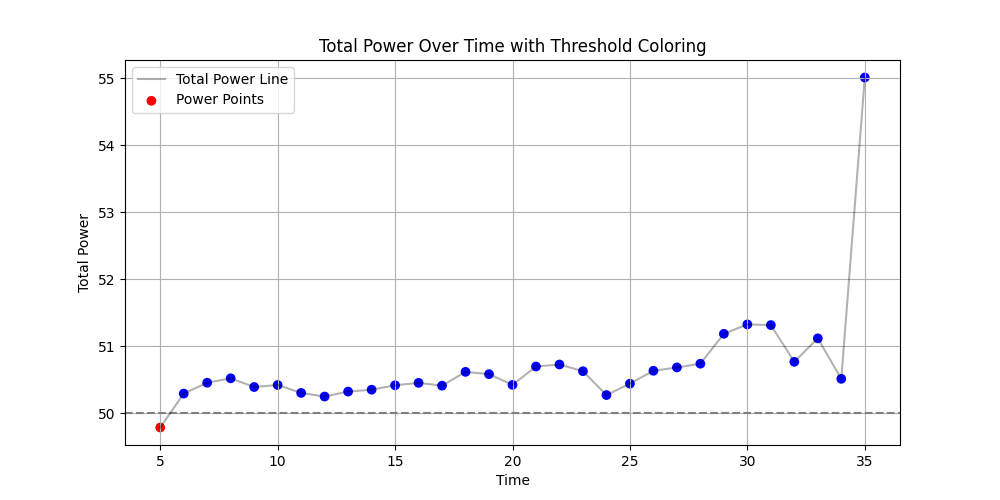 Total Power Over Time with Threshold Coloring
Total Power Line
Power Points
55
54
53
52
51
50
Total Power
5 10 15 20 25 30 35
Time